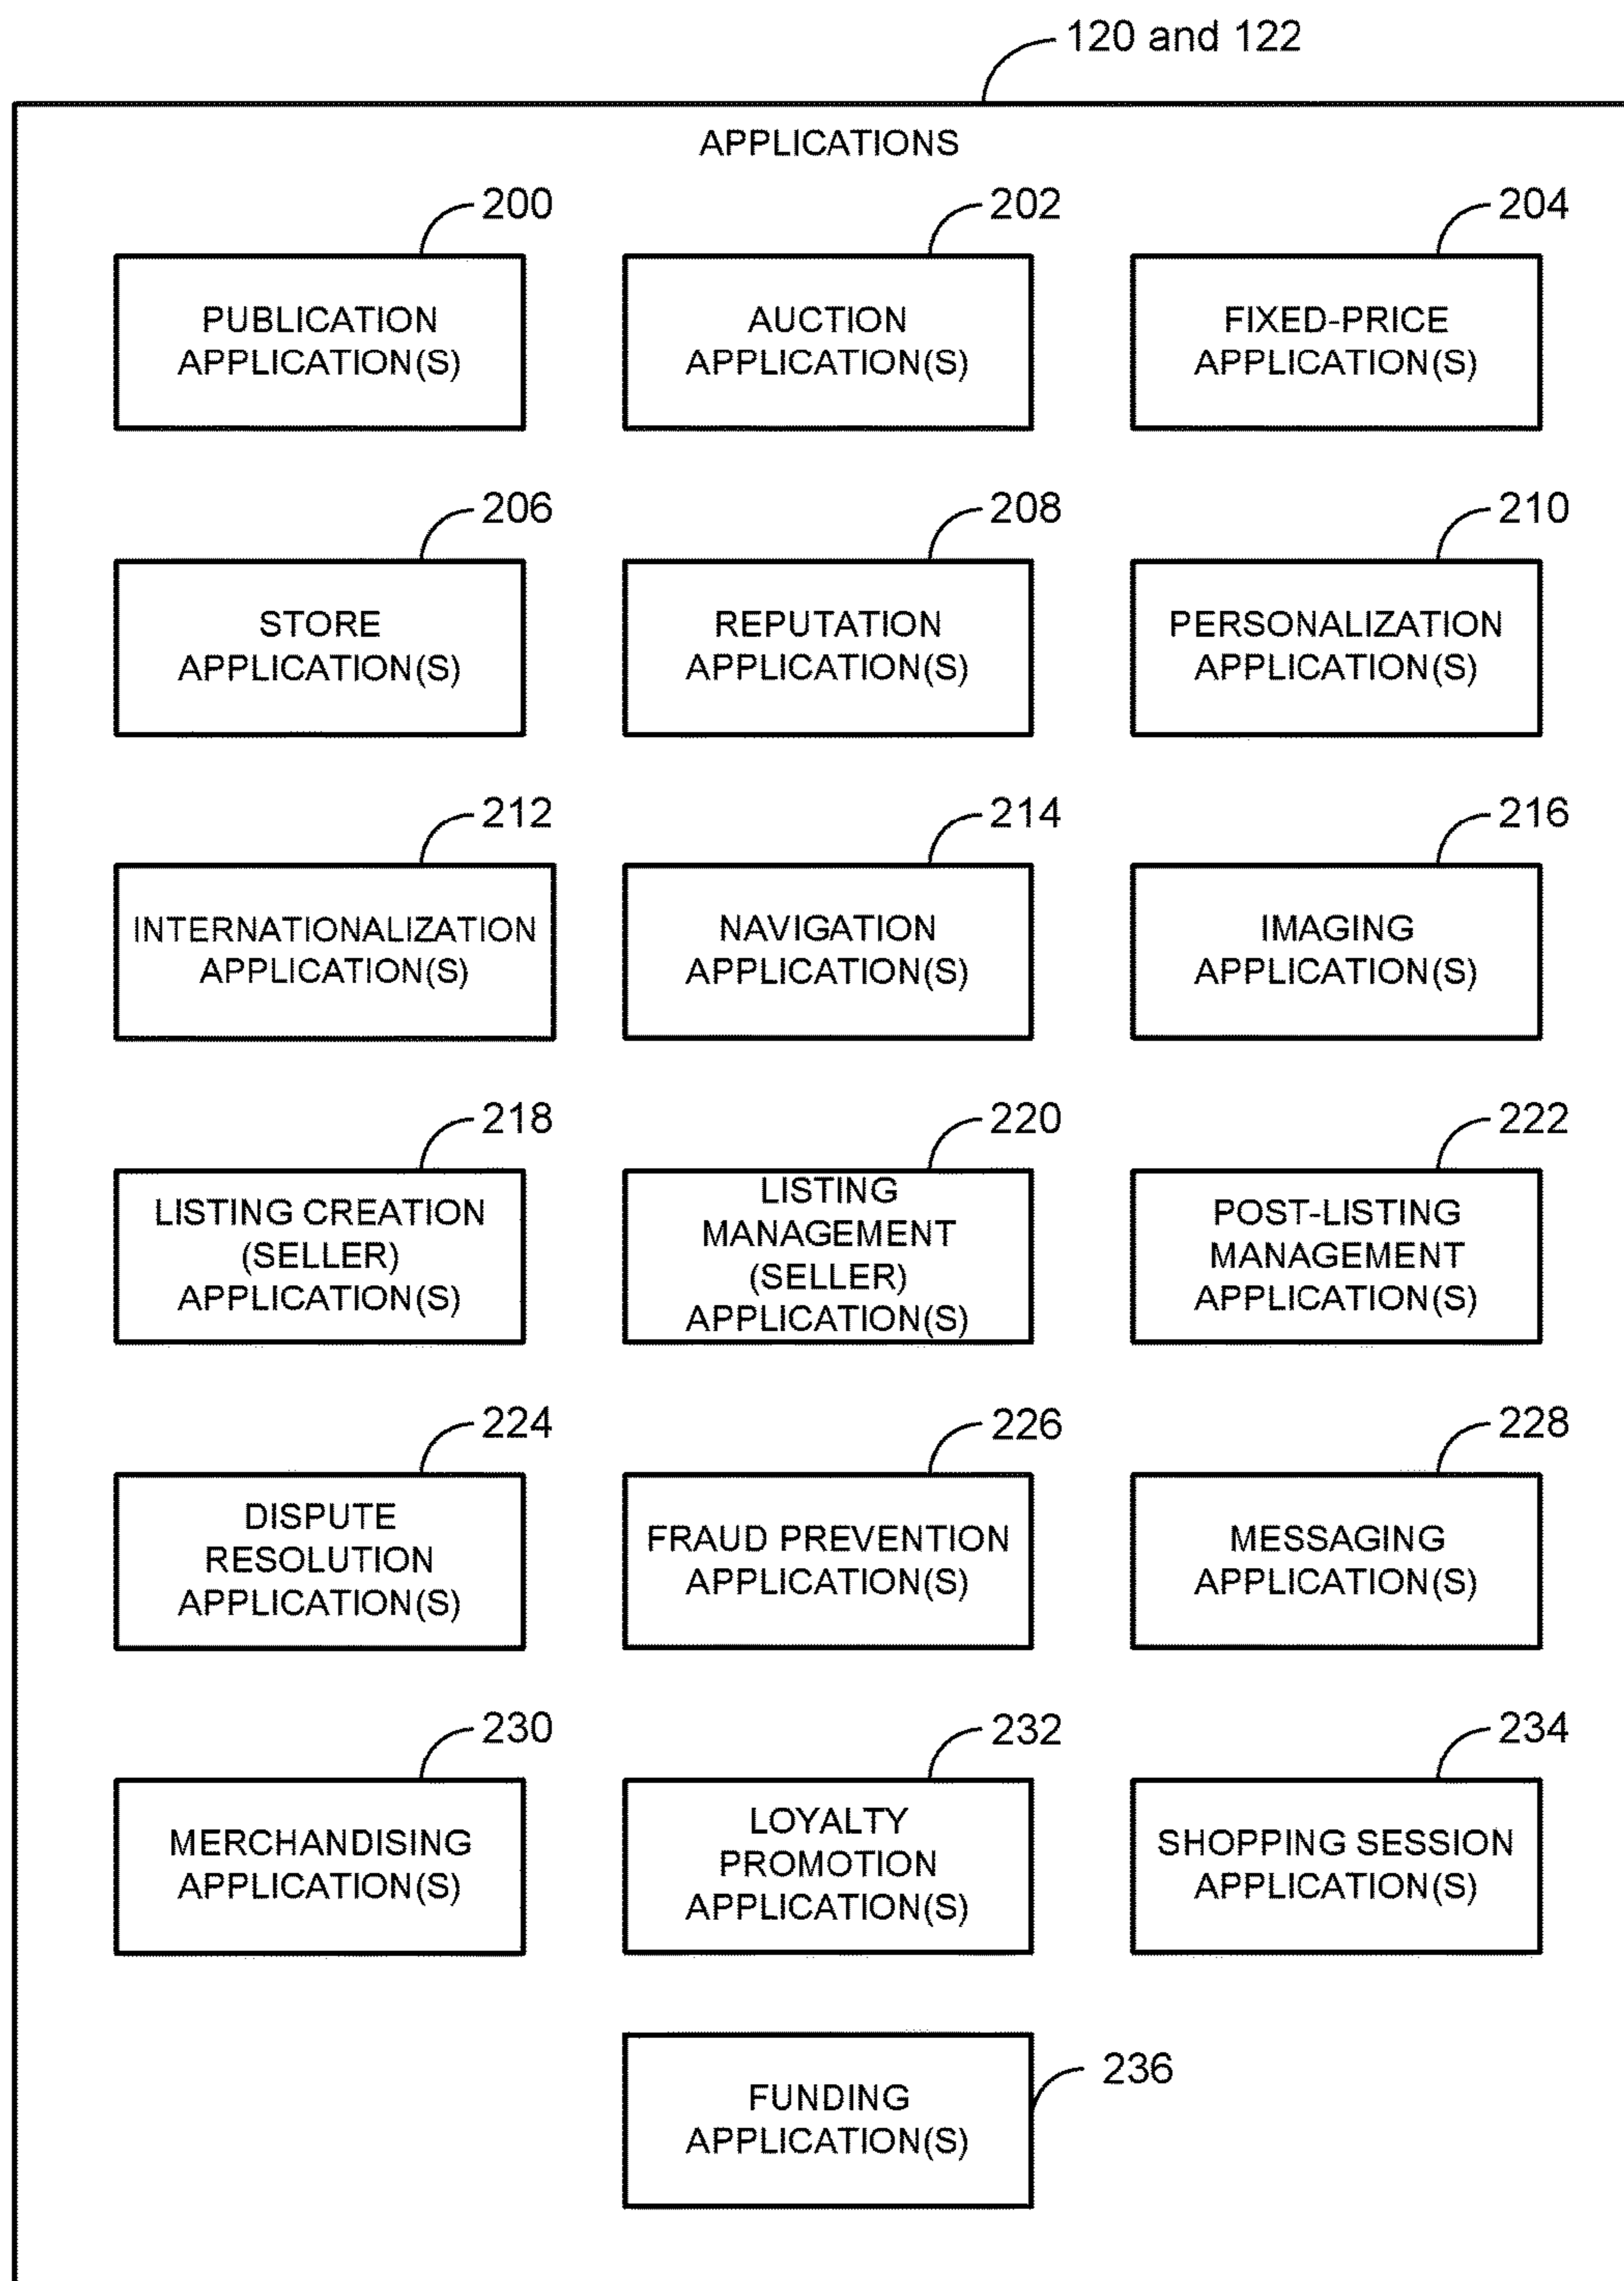 120 and 122
APPLICATIONS
200
PUBLICATION
APPLICATION(S)
202
AUCTION
APPLICATION(S)
204
FIXED-PRICE
APPLICATION(S)
206
STORE
APPLICATION(S)
208
REPUTATION
APPLICATION(S)
210
PERSONALIZATION
APPLICATION(S)
212
INTERNATIONALIZATION
APPLICATION(S)
214
NAVIGATION
APPLICATION(S)
216
IMAGING
APPLICATION(S)
218
LISTING CREATION
(SELLER)
APPLICATION(S)
220
LISTING
MANAGEMENT
(SELLER)
APPLICATION(S)
222
POST-LISTING
MANAGEMENT
APPLICATION(S)
224
DISPUTE
RESOLUTION
APPLICATION(S)
226
FRAUD PREVENTION
APPLICATION(S)
228
MESSAGING
APPLICATION(S)
230
MERCHANDISING
APPLICATION(S)
232
LOYALTY
PROMOTION
APPLICATION(S)
234
SHOPPING SESSION
APPLICATION(S)
236
FUNDING
APPLICATION(S)